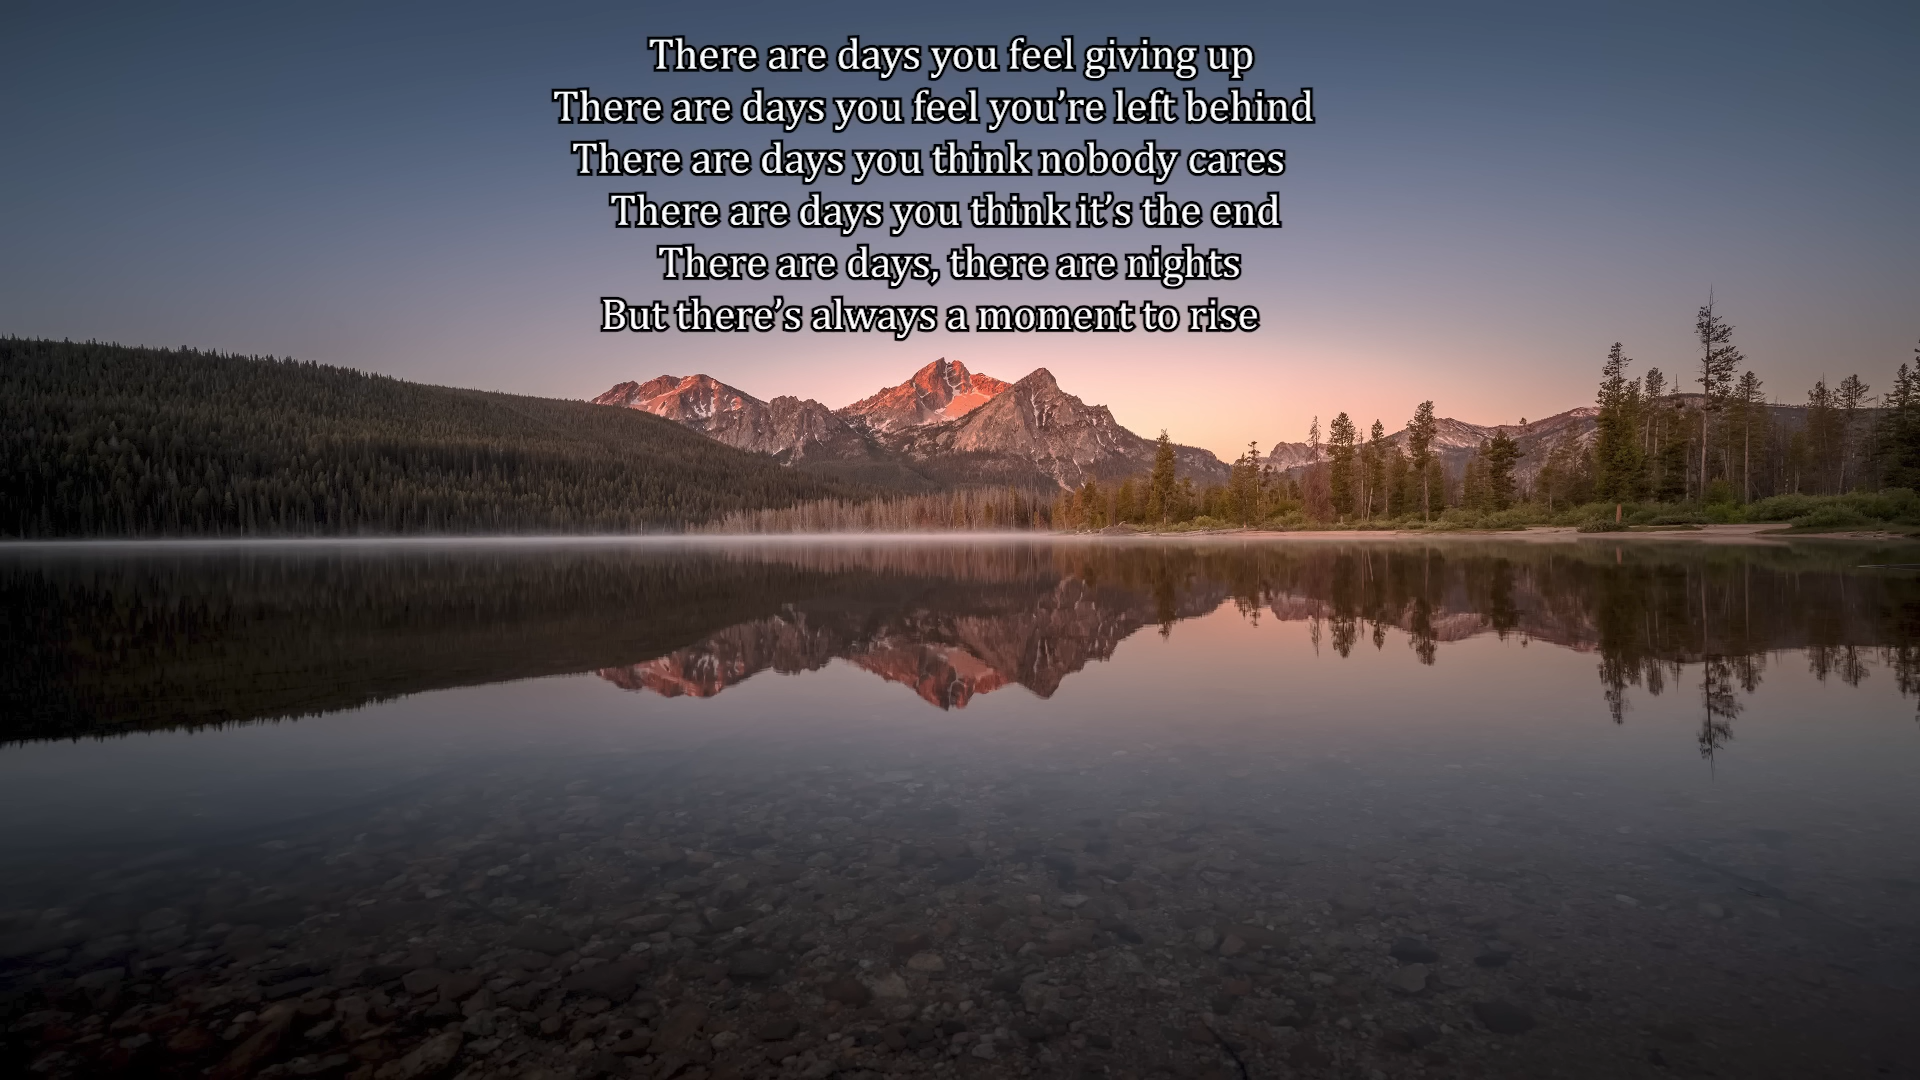 There are days you feel giving up
There are days you feel you’re left behind
There are days you think nobody cares
There are days you think it’s the end
There are days, there are nights
But there’s always a moment to rise